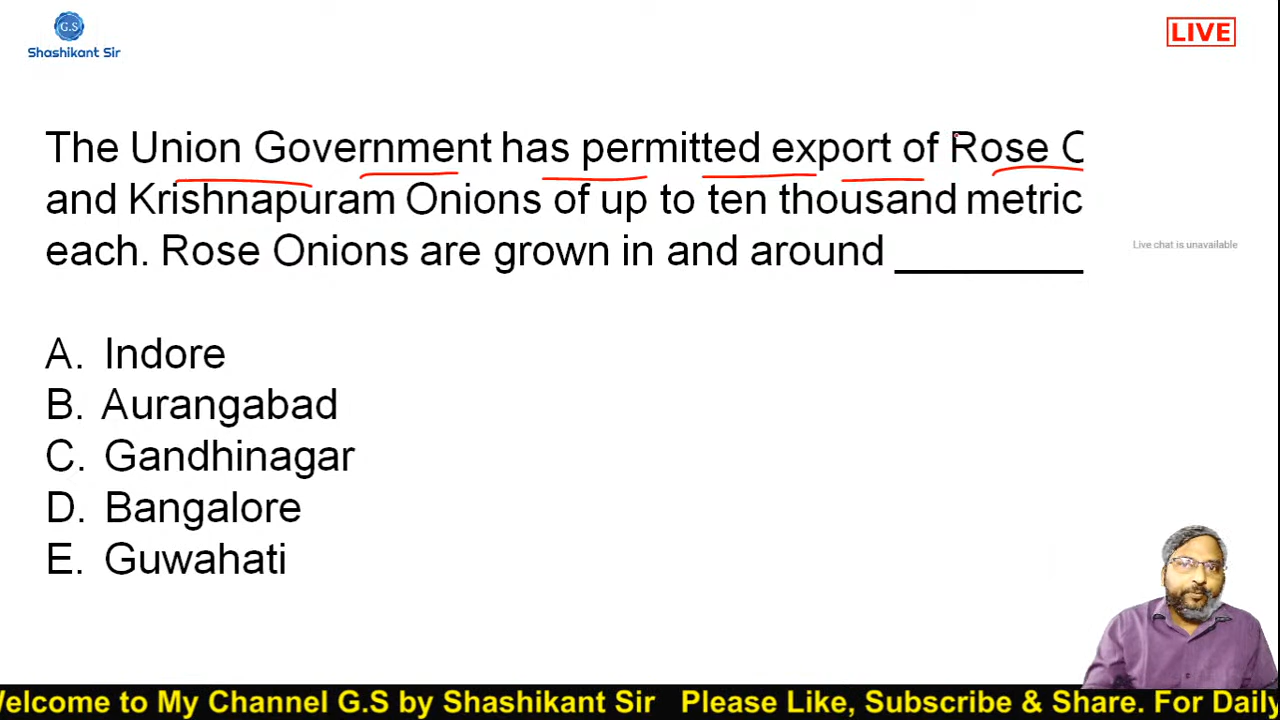 G.S
Shashikant Sir
LIVE
The Union Government has permitted export of Rose
and Krishnapuram Onions of up to ten thousand metric
each. Rose Onions are grown in and around _________
Live chat is unavailable
A. Indore
B. Aurangabad
C. Gandhinagar
D. Bangalore
E. Guwahati
to My Channel G.S by Shashikant Sir Please Like, Subscribe & Share. For Daily